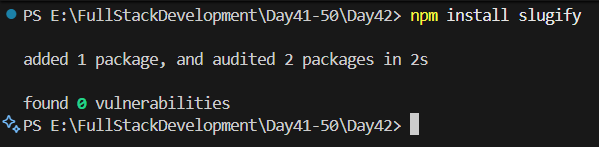 PS E:\FullStackDevelopment\Day41-50\Day42> npm install slugify
added 1 package, and audited 2 packages in 2s
found 0 vulnerabilities
PS E:\FullStackDevelopment\Day41-50\Day42>